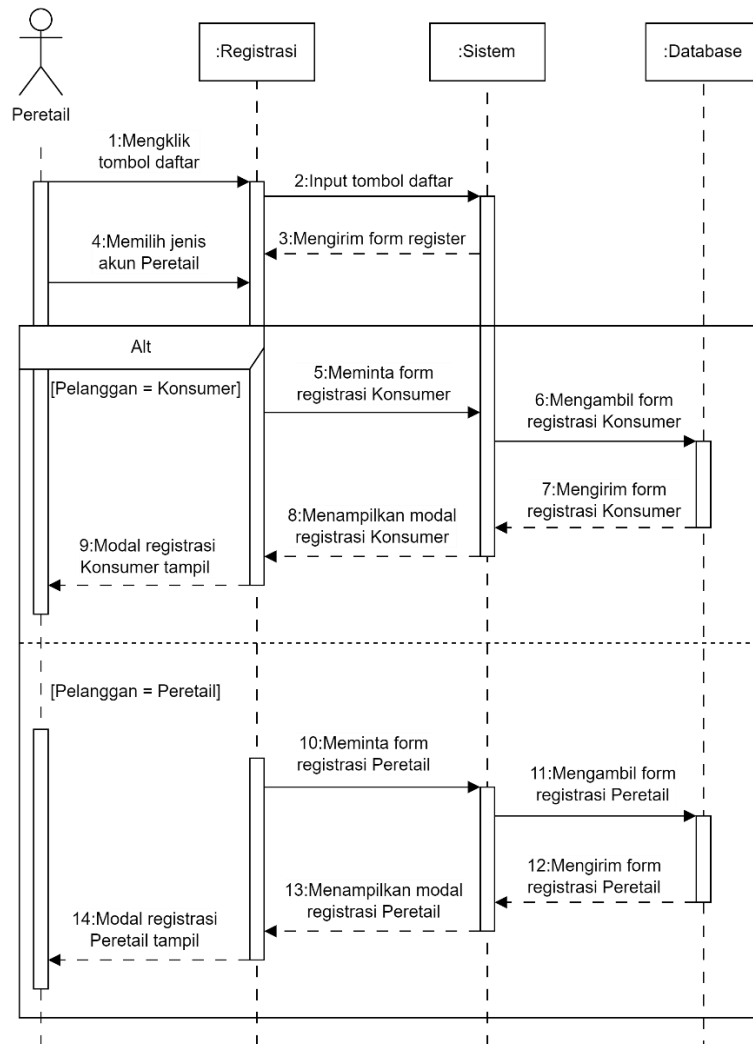 :Registrasi
:Sistem
:Database
Peretail
1:Mengklik
tombol daftar
2:Input tombol daftar
3:Mengirim form register
4:Memilih jenis
akun Peretail
Alt
[Pelanggan = Konsumer]
5:Meminta form
registrasi Konsumer
6:Mengambil form
registrasi Konsumer
7:Mengirim form
registrasi Konsumer
8:Menampilkan modal
registrasi Konsumer
9:Modal registrasi
Konsumer tampil
[Pelanggan = Peretail]
10:Meminta form
registrasi Peretail
11:Mengambil form
registrasi Peretail
12:Mengirim form
registrasi Peretail
13:Menampilkan modal
registrasi Peretail
14:Modal registrasi
Peretail tampil